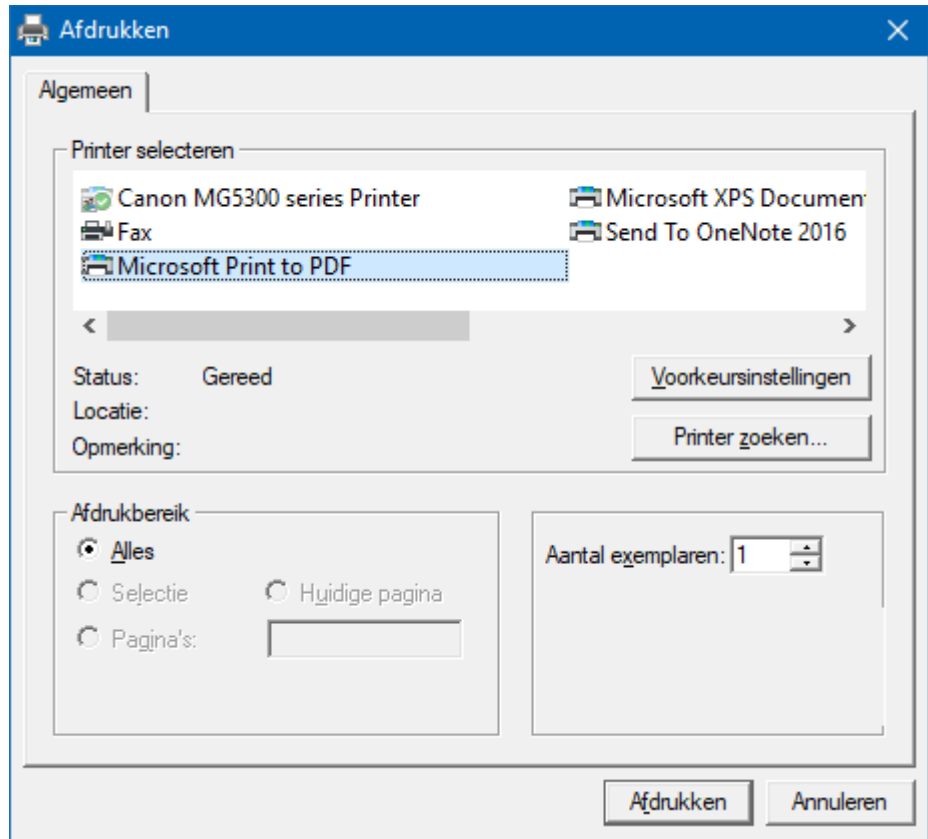 Afdrukken
Algemeen
Printer selecteren
Canon MG5300 series Printer
Fax
Microsoft Print to PDF
Microsoft XPS Documen
Send To OneNote 2016
Status: Gereed
Locatie:
Opmerking:
Voorkeursinstellingen
Printer zoeken...
Afdrukbereik
Alles
Selectie Huidige pagina
Pagina's:
Aantal exemplaren: 1
Afdrukken Annuleren